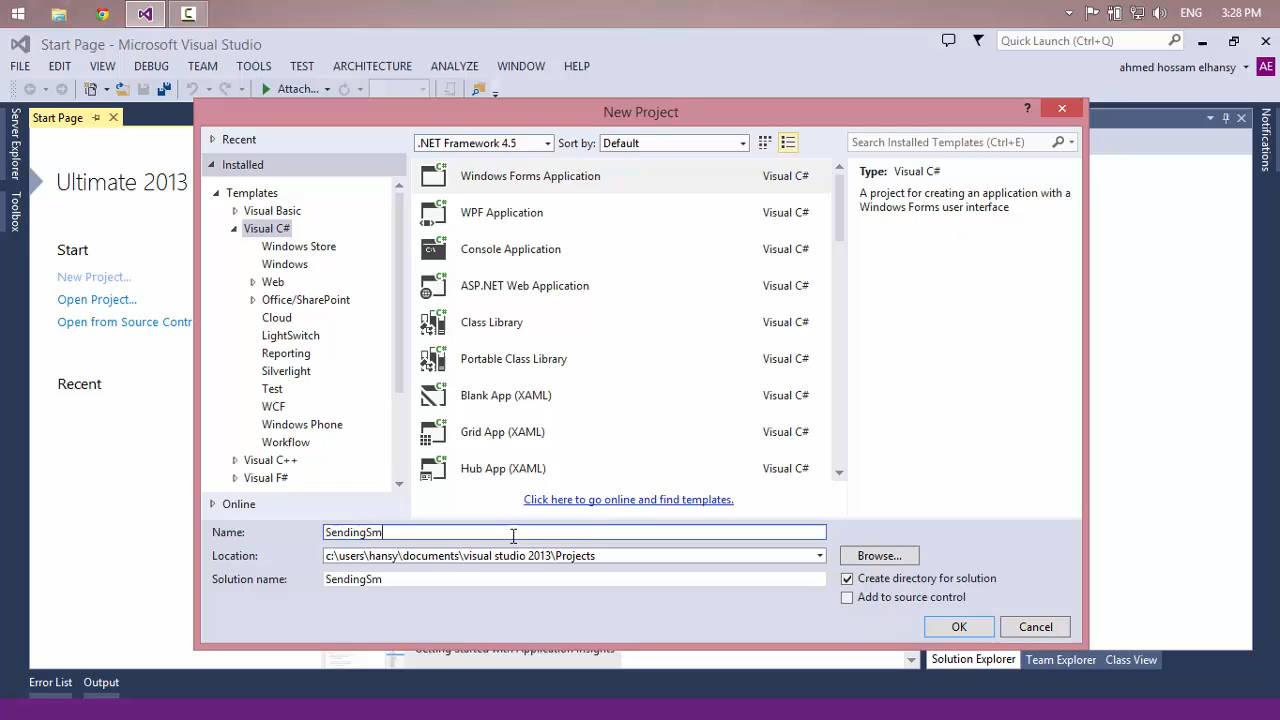 ENG 3:28 PM
Start Page - Microsoft Visual Studio
Quick Launch (Ctrl+Q)
FILE EDIT VIEW DEBUG TEAM TOOLS TEST ARCHITECTURE ANALYZE WINDOW HELP
ahmed hossam elhansy AE
Attach...
Server Explorer
Toolbox
Notifications
Start Page
Ultimate 2013
Start
New Project...
Open Project...
Open from Source Contr
Recent
New Project
?
Recent
Installed
Templates
Visual Basic
Visual C#
Windows Store
Windows
Web
Office/SharePoint
Cloud
LightSwitch
Reporting
Silverlight
Test
WCF
Windows Phone
Workflow
Visual C++
Visual F#
Online
.NET Framework 4.5 Sort by: Default
Search Installed Templates (Ctrl+E)
Windows Forms Application Visual C#
WPF Application Visual C#
Console Application Visual C#
ASP.NET Web Application Visual C#
Class Library Visual C#
Portable Class Library Visual C#
Blank App (XAML) Visual C#
Grid App (XAML) Visual C#
Hub App (XAML) Visual C#
Click here to go online and find templates.
Type: Visual C#
A project for creating an application with a
Windows Forms user interface
Name: SendingSm
Location: c:\users\hansy\documents\visual studio 2013\Projects Browse...
Solution name: SendingSm
Create directory for solution
Add to source control
OK Cancel
Getting started with Application Insights
Solution Explorer Team Explorer Class View
Error List Output